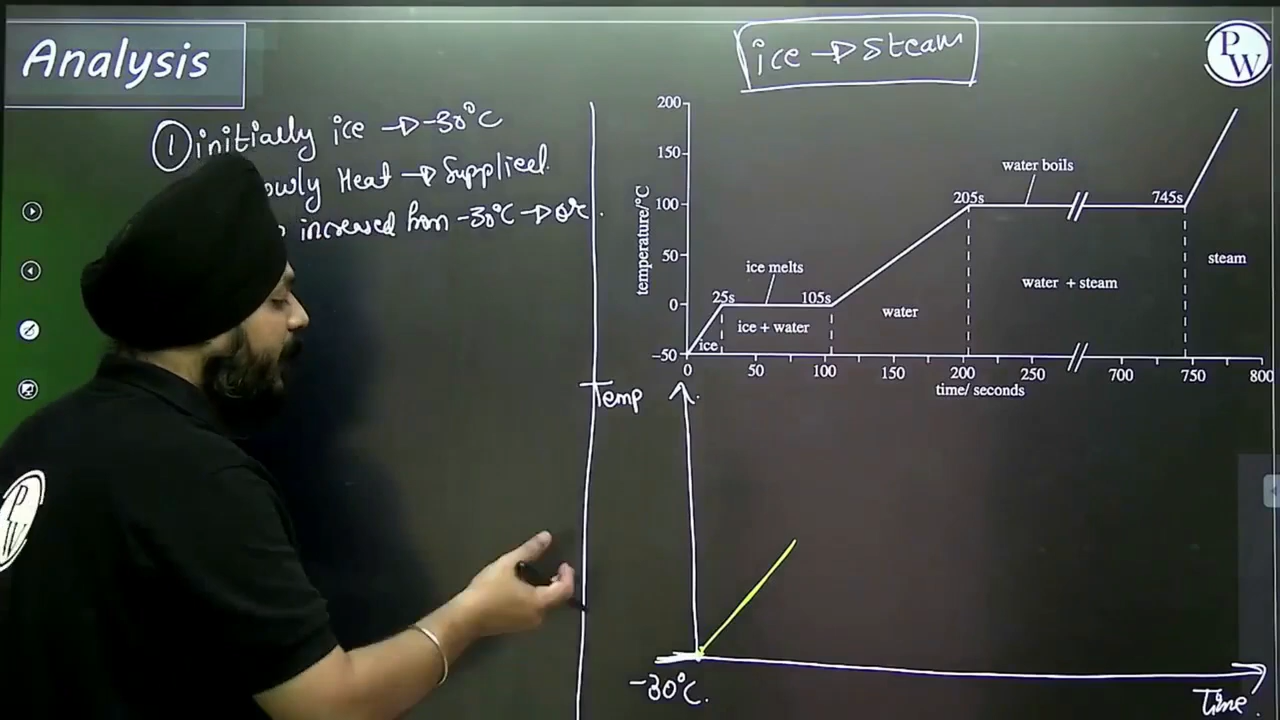 Analysis
ice → Steam
PW
① initially ice → -30°C
Heat → Supplied
increased from -30°C → 0°C.
200
150
100
50
0
-50
temperature/°C
25s
ice melts
105s
205s
water boils
745s
ice
ice + water
water
water + steam
steam
0 50 100 150 200 250 700 750 800
time/ seconds
Temp
-30°C.
Time.
PW